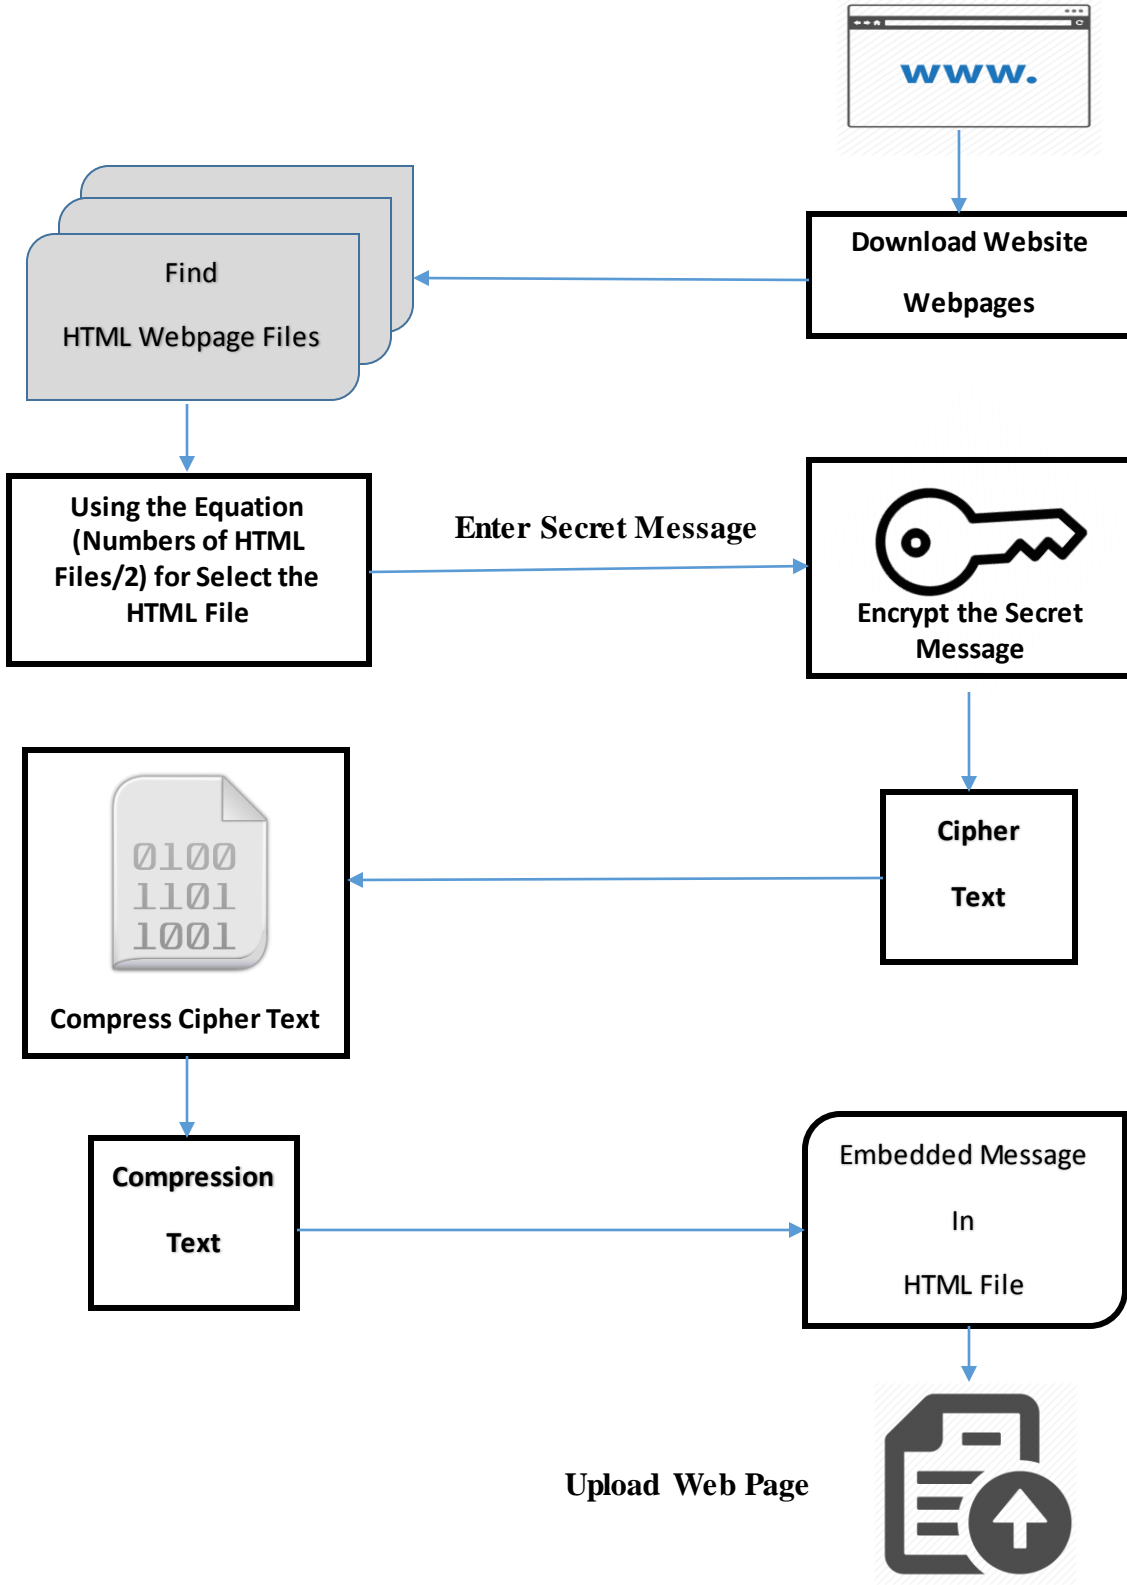 www.
Download Website
Webpages
Find
HTML Webpage Files
Using the Equation
(Numbers of HTML
Files/2) for Select the
HTML File
Enter Secret Message
Encrypt the Secret
Message
Cipher
Text
0100
1101
1001
Compress Cipher Text
Compression
Text
Embedded Message
In
HTML File
Upload Web Page